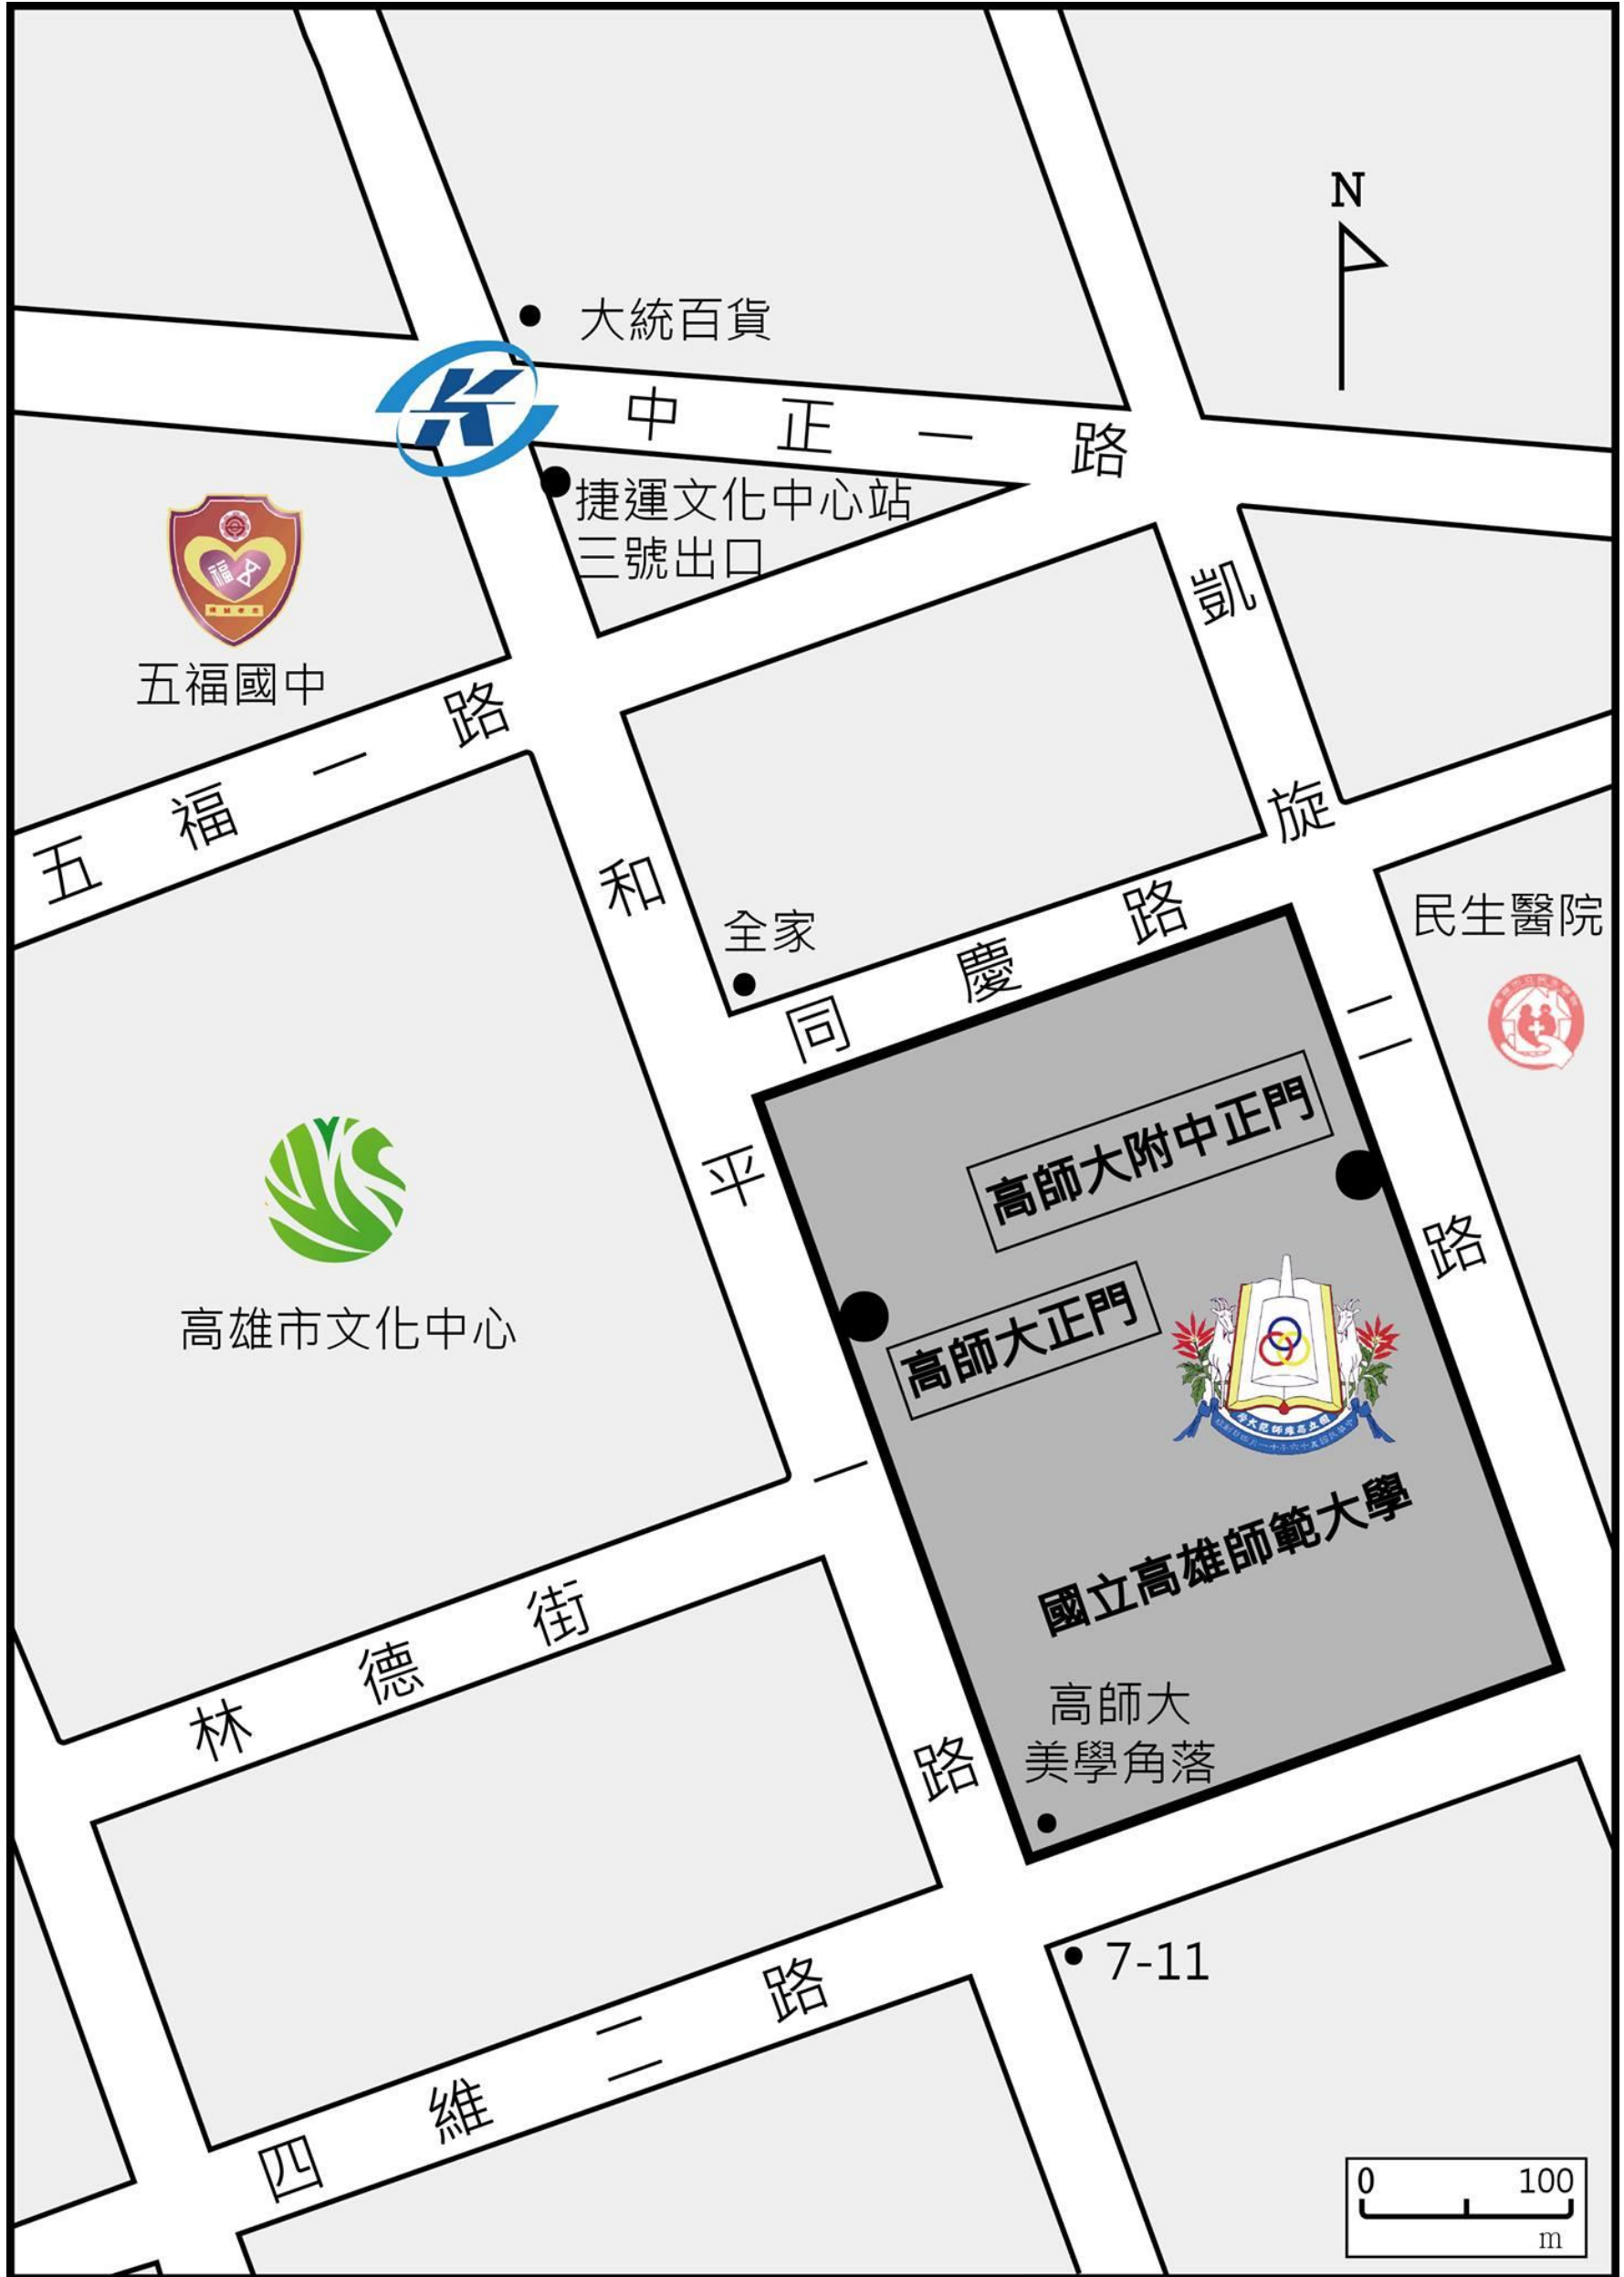 N
大統百貨
中正一路
捷運文化中心站
三號出口
五福國中
五福一路
凱旋二路
和平一路
全家
同慶路
民生醫院
高師大附中正門
高師大正門
高雄市文化中心
國立高雄師範大學
林德街
高師大
美學角落
7-11
四維二路
0 100
m